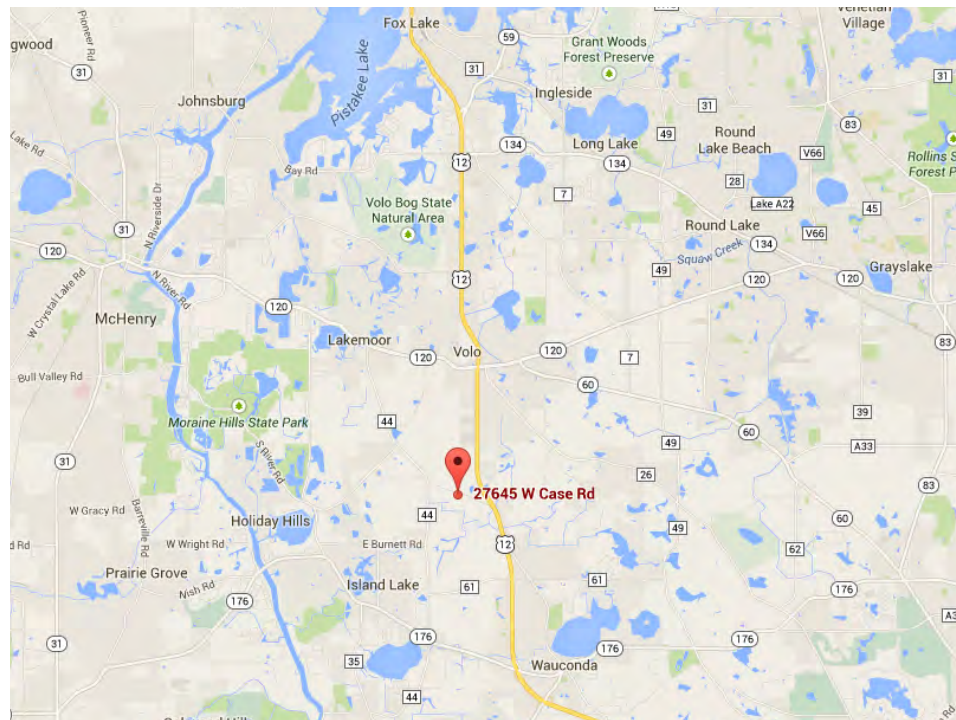 Fox Lake
Venetian
Village
gwood
Pioneer Rd
31
59
Grant Woods
Forest Preserve
31
31
Johnsburg
Pistakee Lake
Ingleside
31
83
Lake Rd
134
Long Lake
49
Round
Lake Beach
V66
Rollins S
Forest P
12
134
Bay Rd
7
28
Lake A22
45
Volo Bog State
Natural Area
N Riverside Dr
31
120
Round Lake
V66
134
Squaw Creek
49
12
120
120
Grayslake
N River Rd
W Crystal Lake Rd
McHenry
120
Lakemoor
120
Volo
120
7
83
Bull Valley Rd
60
Moraine Hills State Park
44
39
60
A33
49
S River Rd
31
26
83
27645 W Case Rd
W Gracy Rd
Barreville Rd
Holiday Hills
44
60
49
d Rd
W Wright Rd
E Burnett Rd
12
62
Prairie Grove
Nish Rd
Island Lake
61
61
176
176
A3
31
176
176
35
Wauconda
44